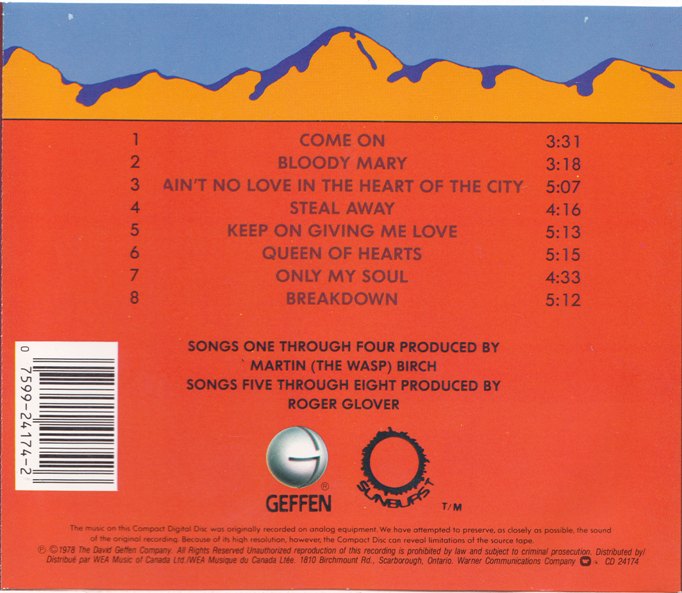 1 COME ON 3:31
2 BLOODY MARY 3:18
3 AIN'T NO LOVE IN THE HEART OF THE CITY 5:07
4 STEAL AWAY 4:16
5 KEEP ON GIVING ME LOVE 5:13
6 QUEEN OF HEARTS 5:15
7 ONLY MY SOUL 4:33
8 BREAKDOWN 5:12
SONGS ONE THROUGH FOUR PRODUCED BY
MARTIN (THE WASP) BIRCH
SONGS FIVE THROUGH EIGHT PRODUCED BY
ROGER GLOVER
0 7599-24174-2
GEFFEN ®
SUNBURST T/M
The music on this Compact Digital Disc was originally recorded on analog equipment. We have attempted to preserve, as closely as possible, the sound
of the original recording. Because of its high resolution, however, the Compact Disc can reveal limitations of the source tape.
℗ © 1978 The David Geffen Company. All Rights Reserved Unauthorized reproduction of this recording is prohibited by law and subject to criminal prosecution. Distributed by/
Distribué par WEA Music of Canada Ltd./WEA Musique du Canada Ltée. 1810 Birchmount Rd., Scarborough, Ontario. Warner Communications Company. CD 24174